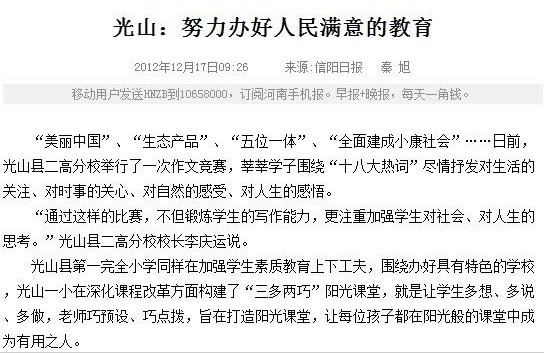 光山：努力办好人民满意的教育
2012年12月17日09:26 来源:信阳日报 秦 旭
移动用户发送HNZB到10658000，订阅河南手机报。早报+晚报，每天一角钱。
“美丽中国”、“生态产品”、“五位一体”、“全面建成小康社会”……日前，
光山县二高分校举行了一次作文竞赛，莘莘学子围绕“十八大热词”尽情抒发对生活的
关注、对时事的关心、对自然的感受、对人生的感悟。
“通过这样的比赛，不但锻炼学生的写作能力，更注重加强学生对社会、对人生的
思考。”光山县二高分校校长李庆运说。
光山县第一完全小学同样在加强学生素质教育上下工夫，围绕办好具有特色的学校
，光山一小在深化课程改革方面构建了“三多两巧”阳光课堂，就是让学生多想、多说
、多做，老师巧预设、巧点拨，旨在打造阳光课堂，让每位孩子都在阳光般的课堂中成
为有用之人。